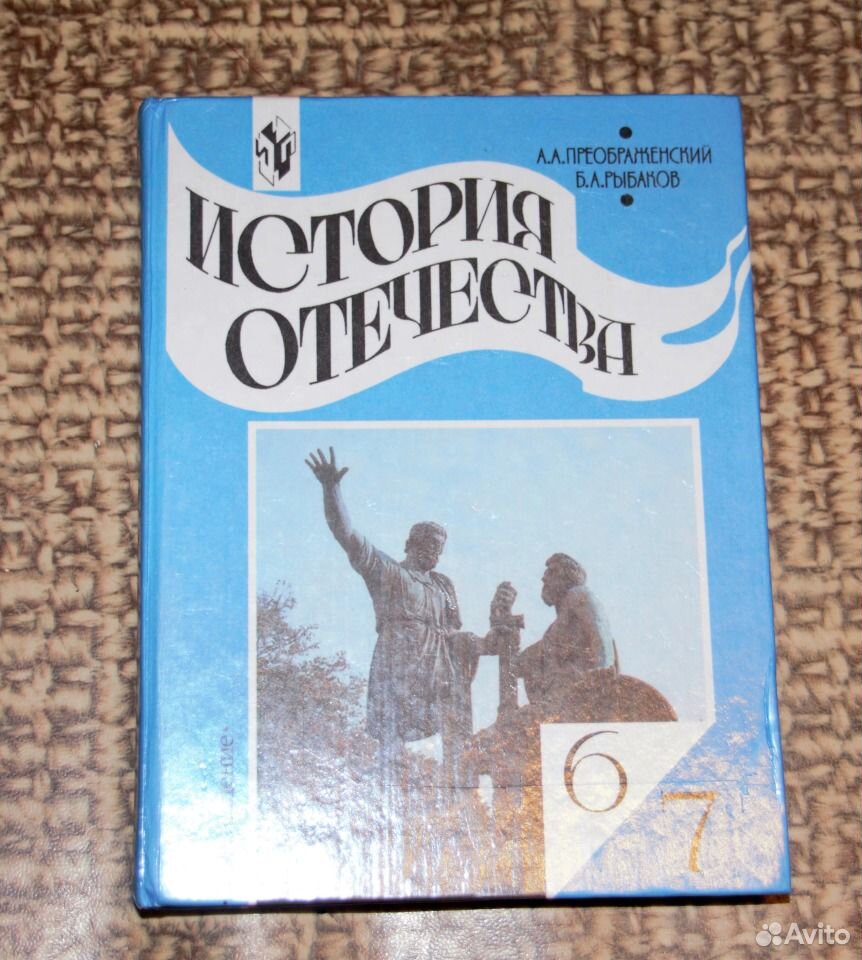 А.А.ПРЕОБРАЖЕНСКИЙ
Б.А.РЫБАКОВ
ИСТОРИЯ
ОТЕЧЕСТВА
6
7
Avito